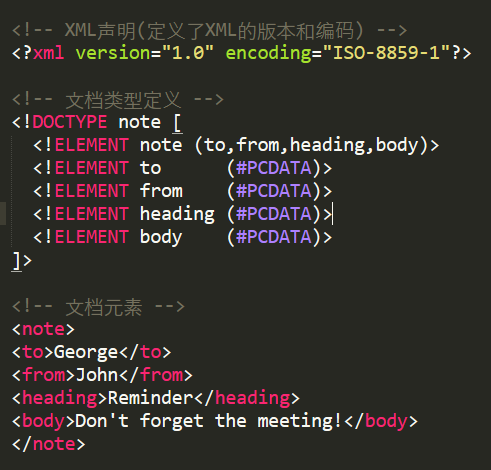 <!-- XML声明(定义了XML的版本和编码) -->
<?xml version="1.0" encoding="ISO-8859-1"?>
<!-- 文档类型定义 -->
<!DOCTYPE note [
<!ELEMENT note (to,from,heading,body)>
<!ELEMENT to      (#PCDATA)>
<!ELEMENT from    (#PCDATA)>
<!ELEMENT heading (#PCDATA)>
<!ELEMENT body    (#PCDATA)>
]>
<!-- 文档元素 -->
<note>
<to>George</to>
<from>John</from>
<heading>Reminder</heading>
<body>Don't forget the meeting!</body>
</note>